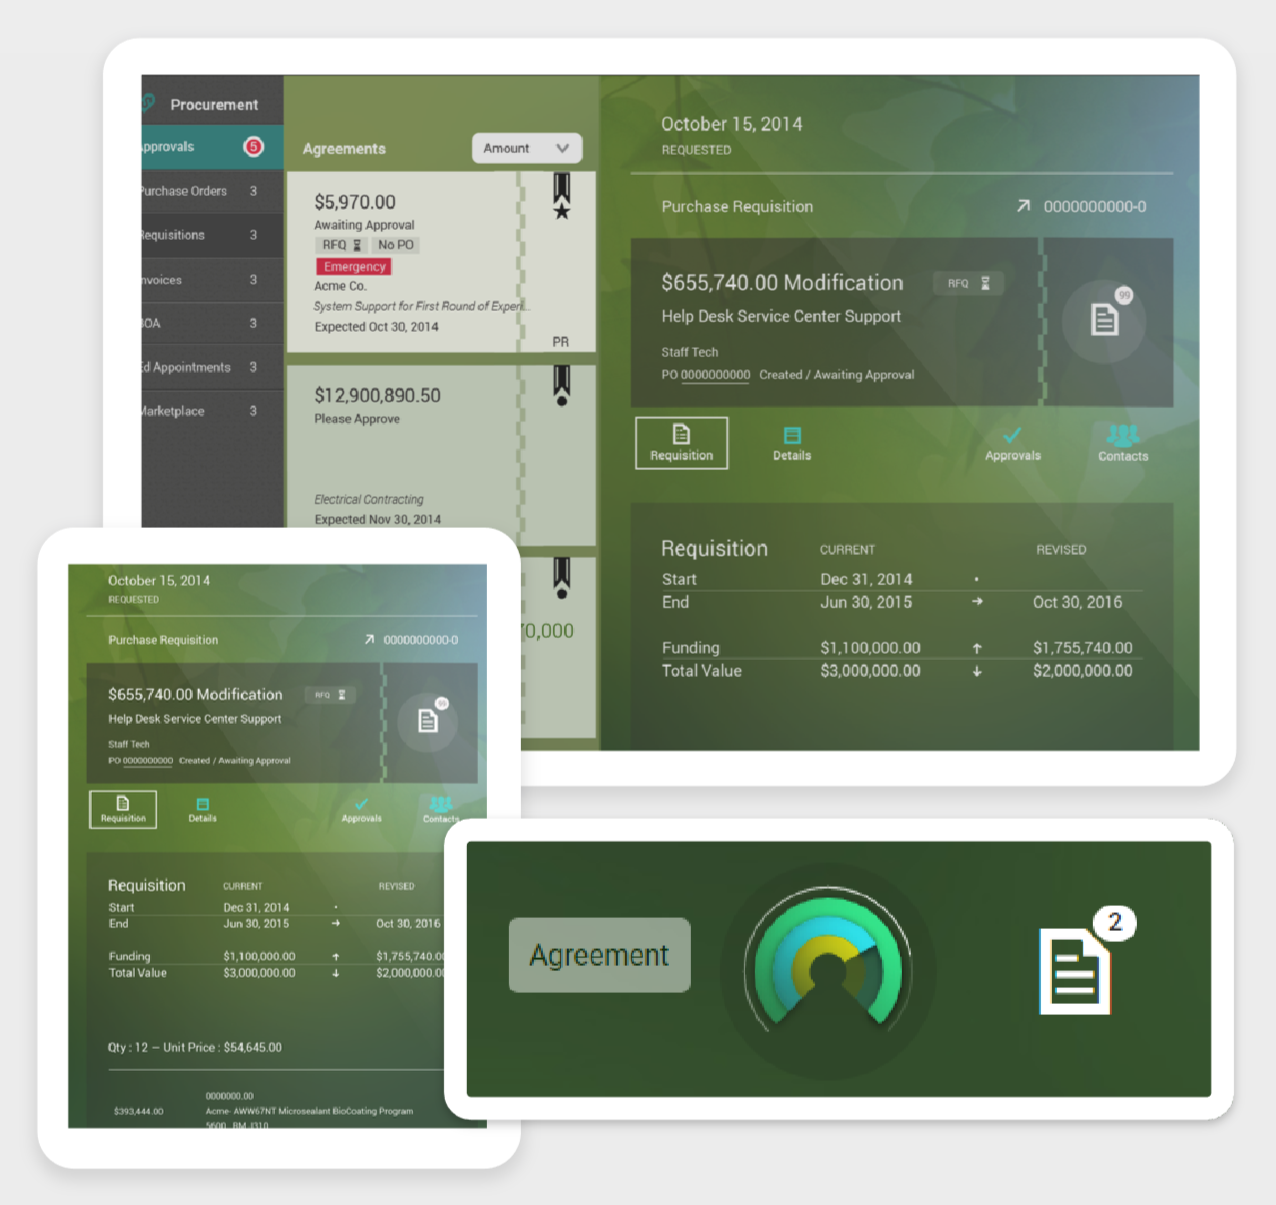 Procurement
Approvals 5
Purchase Orders 3
Requisitions 3
Invoices 3
BOA 3
Ed Appointments 3
Marketplace 3
Agreements
Amount
$5,970.00
Awaiting Approval
RFQ No PO
Emergency
Acme Co.
System Support for First Round of Experi...
Expected Oct 30, 2014
PR
$12,900,890.50
Please Approve
Electrical Contracting
Expected Nov 30, 2014
0,000
October 15, 2014
REQUESTED
Purchase Requisition 0000000000-0
$655,740.00 Modification RFQ
99
Help Desk Service Center Support
Staff Tech
PO 0000000000 Created / Awaiting Approval
Requisition Details Approvals Contacts
Requisition CURRENT REVISED
Start Dec 31, 2014
End Jun 30, 2015 → Oct 30, 2016
Funding $1,100,000.00 ↑ $1,755,740.00
Total Value $3,000,000.00 ↓ $2,000,000.00
October 15, 2014
REQUESTED
Purchase Requisition 0000000000-0
$655,740.00 Modification RFQ
99
Help Desk Service Center Support
Staff Tech
PO 0000000000 Created / Awaiting Approval
Requisition Details Approvals Contacts
Requisition CURRENT REVISED
Start Dec 31, 2014
End Jun 30, 2015 → Oct 30, 2016
Funding $1,100,000.00 ↑ $1,755,740.0
Total Value $3,000,000.00 ↓ $2,000,000.0
Qty : 12 – Unit Price : $54,645.00
0000000.00
$393,444.00 Acme- AWW67NT Microsealant BioCoating Program
Agreement
2